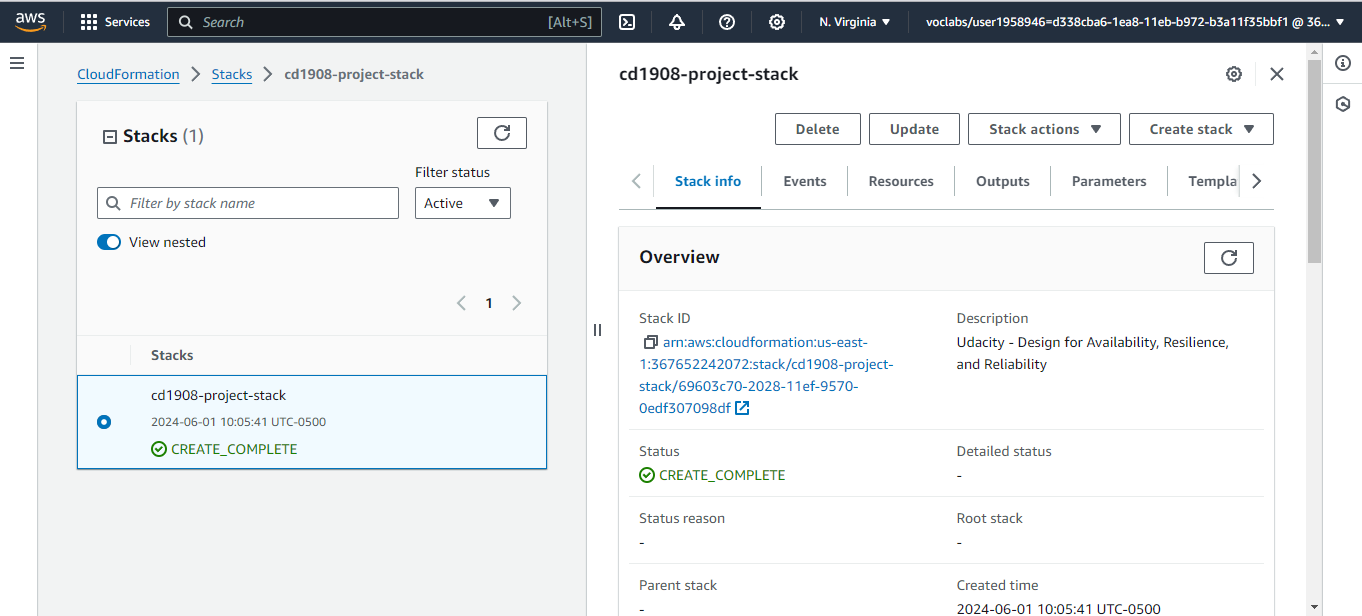 aws
Services
Search
[Alt+S]
N. Virginia
voclabs/user1958946=d338cba6-1ea8-11eb-b972-b3a11f35bbf1 @ 36...
CloudFormation
Stacks
cd1908-project-stack
Stacks (1)
Filter status
Filter by stack name
Active
View nested
1
Stacks
cd1908-project-stack
2024-06-01 10:05:41 UTC-0500
CREATE_COMPLETE
cd1908-project-stack
Delete
Update
Stack actions
Create stack
Stack info
Events
Resources
Outputs
Parameters
Templa
Overview
Stack ID
arn:aws:cloudformation:us-east-
1:367652242072:stack/cd1908-project-
stack/69603c70-2028-11ef-9570-
0edf307098df
Description
Udacity - Design for Availability, Resilience,
and Reliability
Status
CREATE_COMPLETE
Detailed status
-
Status reason
-
Root stack
-
Parent stack
-
Created time
2024-06-01 10:05:41 UTC-0500